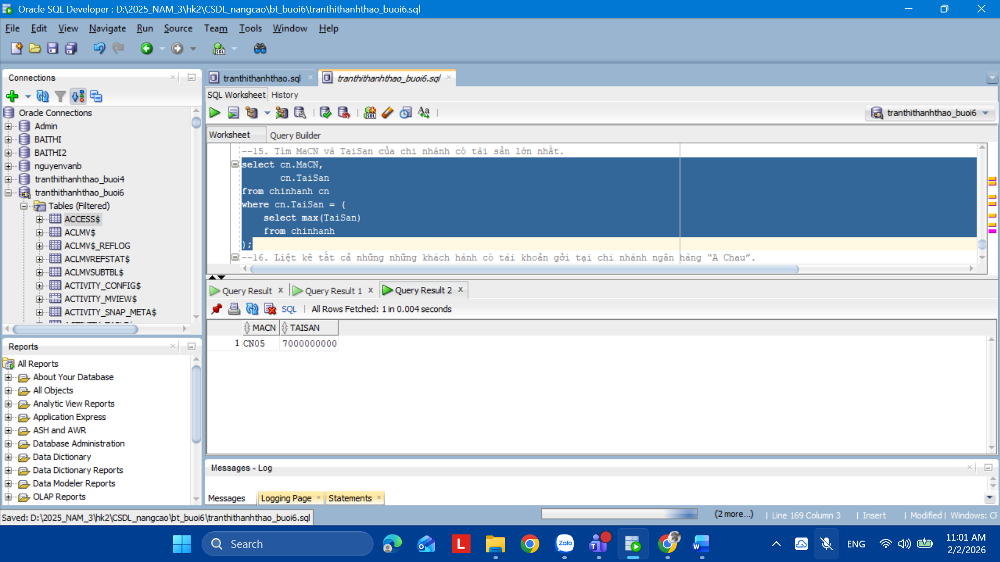 Oracle SQL Developer : D:\2025_NAM_3\hk2\CSDL_nangcao\bt_buoi6\tranthithanhthao_buoi6.sql
File Edit View Navigate Run Source Team Tools Window Help
SQL
Connections
Oracle Connections
Admin
BAITHI
BAITHI2
nguyenvanb
tranthithanhthao_buoi4
tranthithanhthao_buoi6
Tables (Filtered)
ACCESS$
ACLMV$
ACLMV$_REFLOG
ACLMVREFSTAT$
ACLMVSUBTBL$
ACTIVITY_CONFIG$
ACTIVITY_MVIEW$
ACTIVITY_SNAP_META$
Reports
All Reports
About Your Database
All Objects
Analytic View Reports
Application Express
ASH and AWR
Database Administration
Data Dictionary
Data Dictionary Reports
Data Modeler Reports
OLAP Reports
tranthithanhthao.sql
tranthithanhthao_buoi6.sql
SQL Worksheet History
SQL Aa
tranthithanhthao_buoi6
Worksheet Query Builder
--15. Tìm MaCN và TaiSan của chi nhánh có tài sản lớn nhất.
select cn.MaCN,
cn.TaiSan
from chinhanh cn
where cn.TaiSan = (
select max(TaiSan)
from chinhanh
);
--16. Liệt kê tất cả những những khách hành có tài khoản gởi tại chi nhánh ngân hàng “A Chau”.
Query Result Query Result 1 Query Result 2
SQL All Rows Fetched: 1 in 0.004 seconds
MACN TAISAN
1 CN05 7000000000
Messages - Log
Messages Logging Page Statements
Saved: D:\2025_NAM_3\hk2\CSDL_nangcao\bt_buoi6\tranthithanhthao_buoi6.sql
(2 more...) | Line 169 Column 3 | Insert | Modified | Windows:
Search
L
Zalo
ENG
11:01 AM
2/2/2026